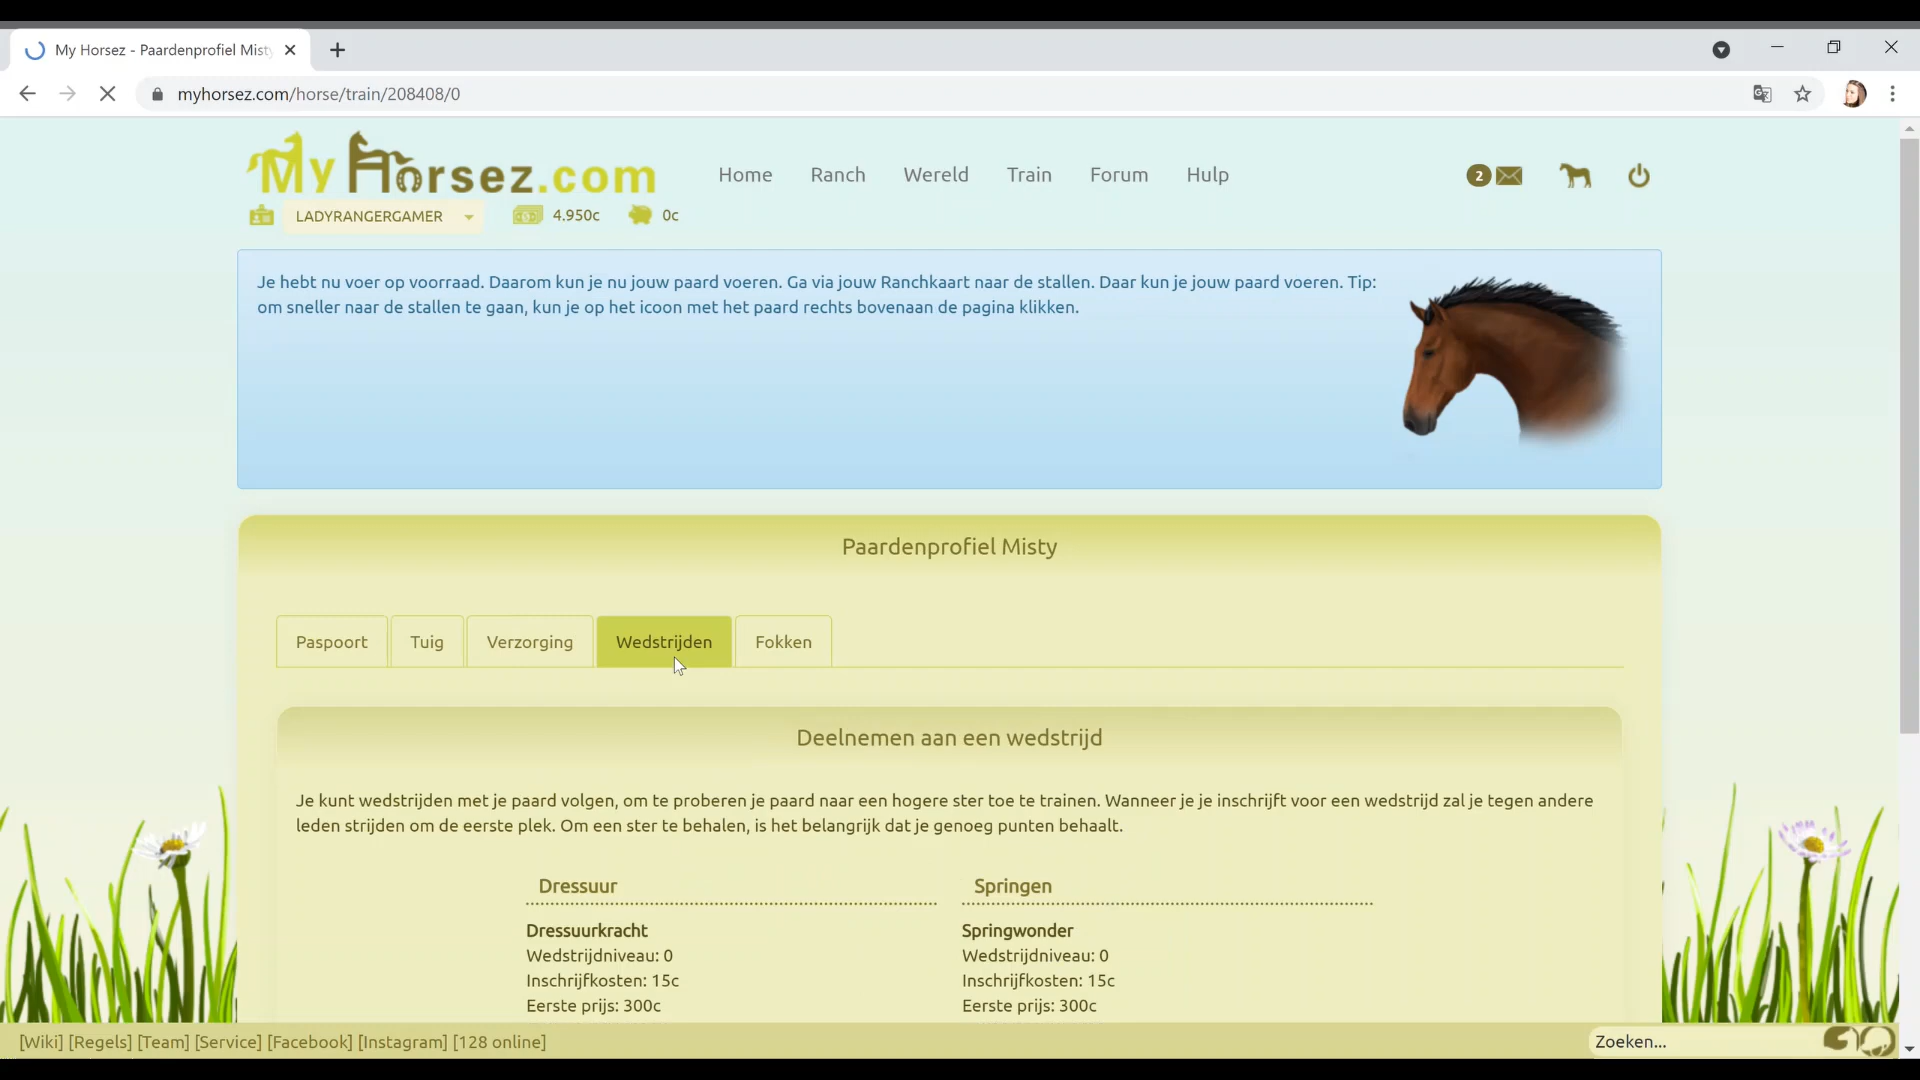 My Horsez - Paardenprofiel Misty
myhorsez.com/horse/train/208408/0
My Horsez.com
Home Ranch Wereld Train Forum Hulp
2
LADYRANGERGAMER 4.950c 0c
Je hebt nu voer op voorraad. Daarom kun je nu jouw paard voeren. Ga via jouw Ranchkaart naar de stallen. Daar kun je jouw paard voeren. Tip:
om sneller naar de stallen te gaan, kun je op het icoon met het paard rechts bovenaan de pagina klikken.
Paardenprofiel Misty
Paspoort Tuig Verzorging Wedstrijden Fokken
Deelnemen aan een wedstrijd
Je kunt wedstrijden met je paard volgen, om te proberen je paard naar een hogere ster toe te trainen. Wanneer je je inschrijft voor een wedstrijd zal je tegen andere
leden strijden om de eerste plek. Om een ster te behalen, is het belangrijk dat je genoeg punten behaalt.
Dressuur
Dressuurkracht
Wedstrijdniveau: 0
Inschrijfkosten: 15c
Eerste prijs: 300c
Springen
Springwonder
Wedstrijdniveau: 0
Inschrijfkosten: 15c
Eerste prijs: 300c
[Wiki] [Regels] [Team] [Service] [Facebook] [Instagram] [128 online]
Zoeken...